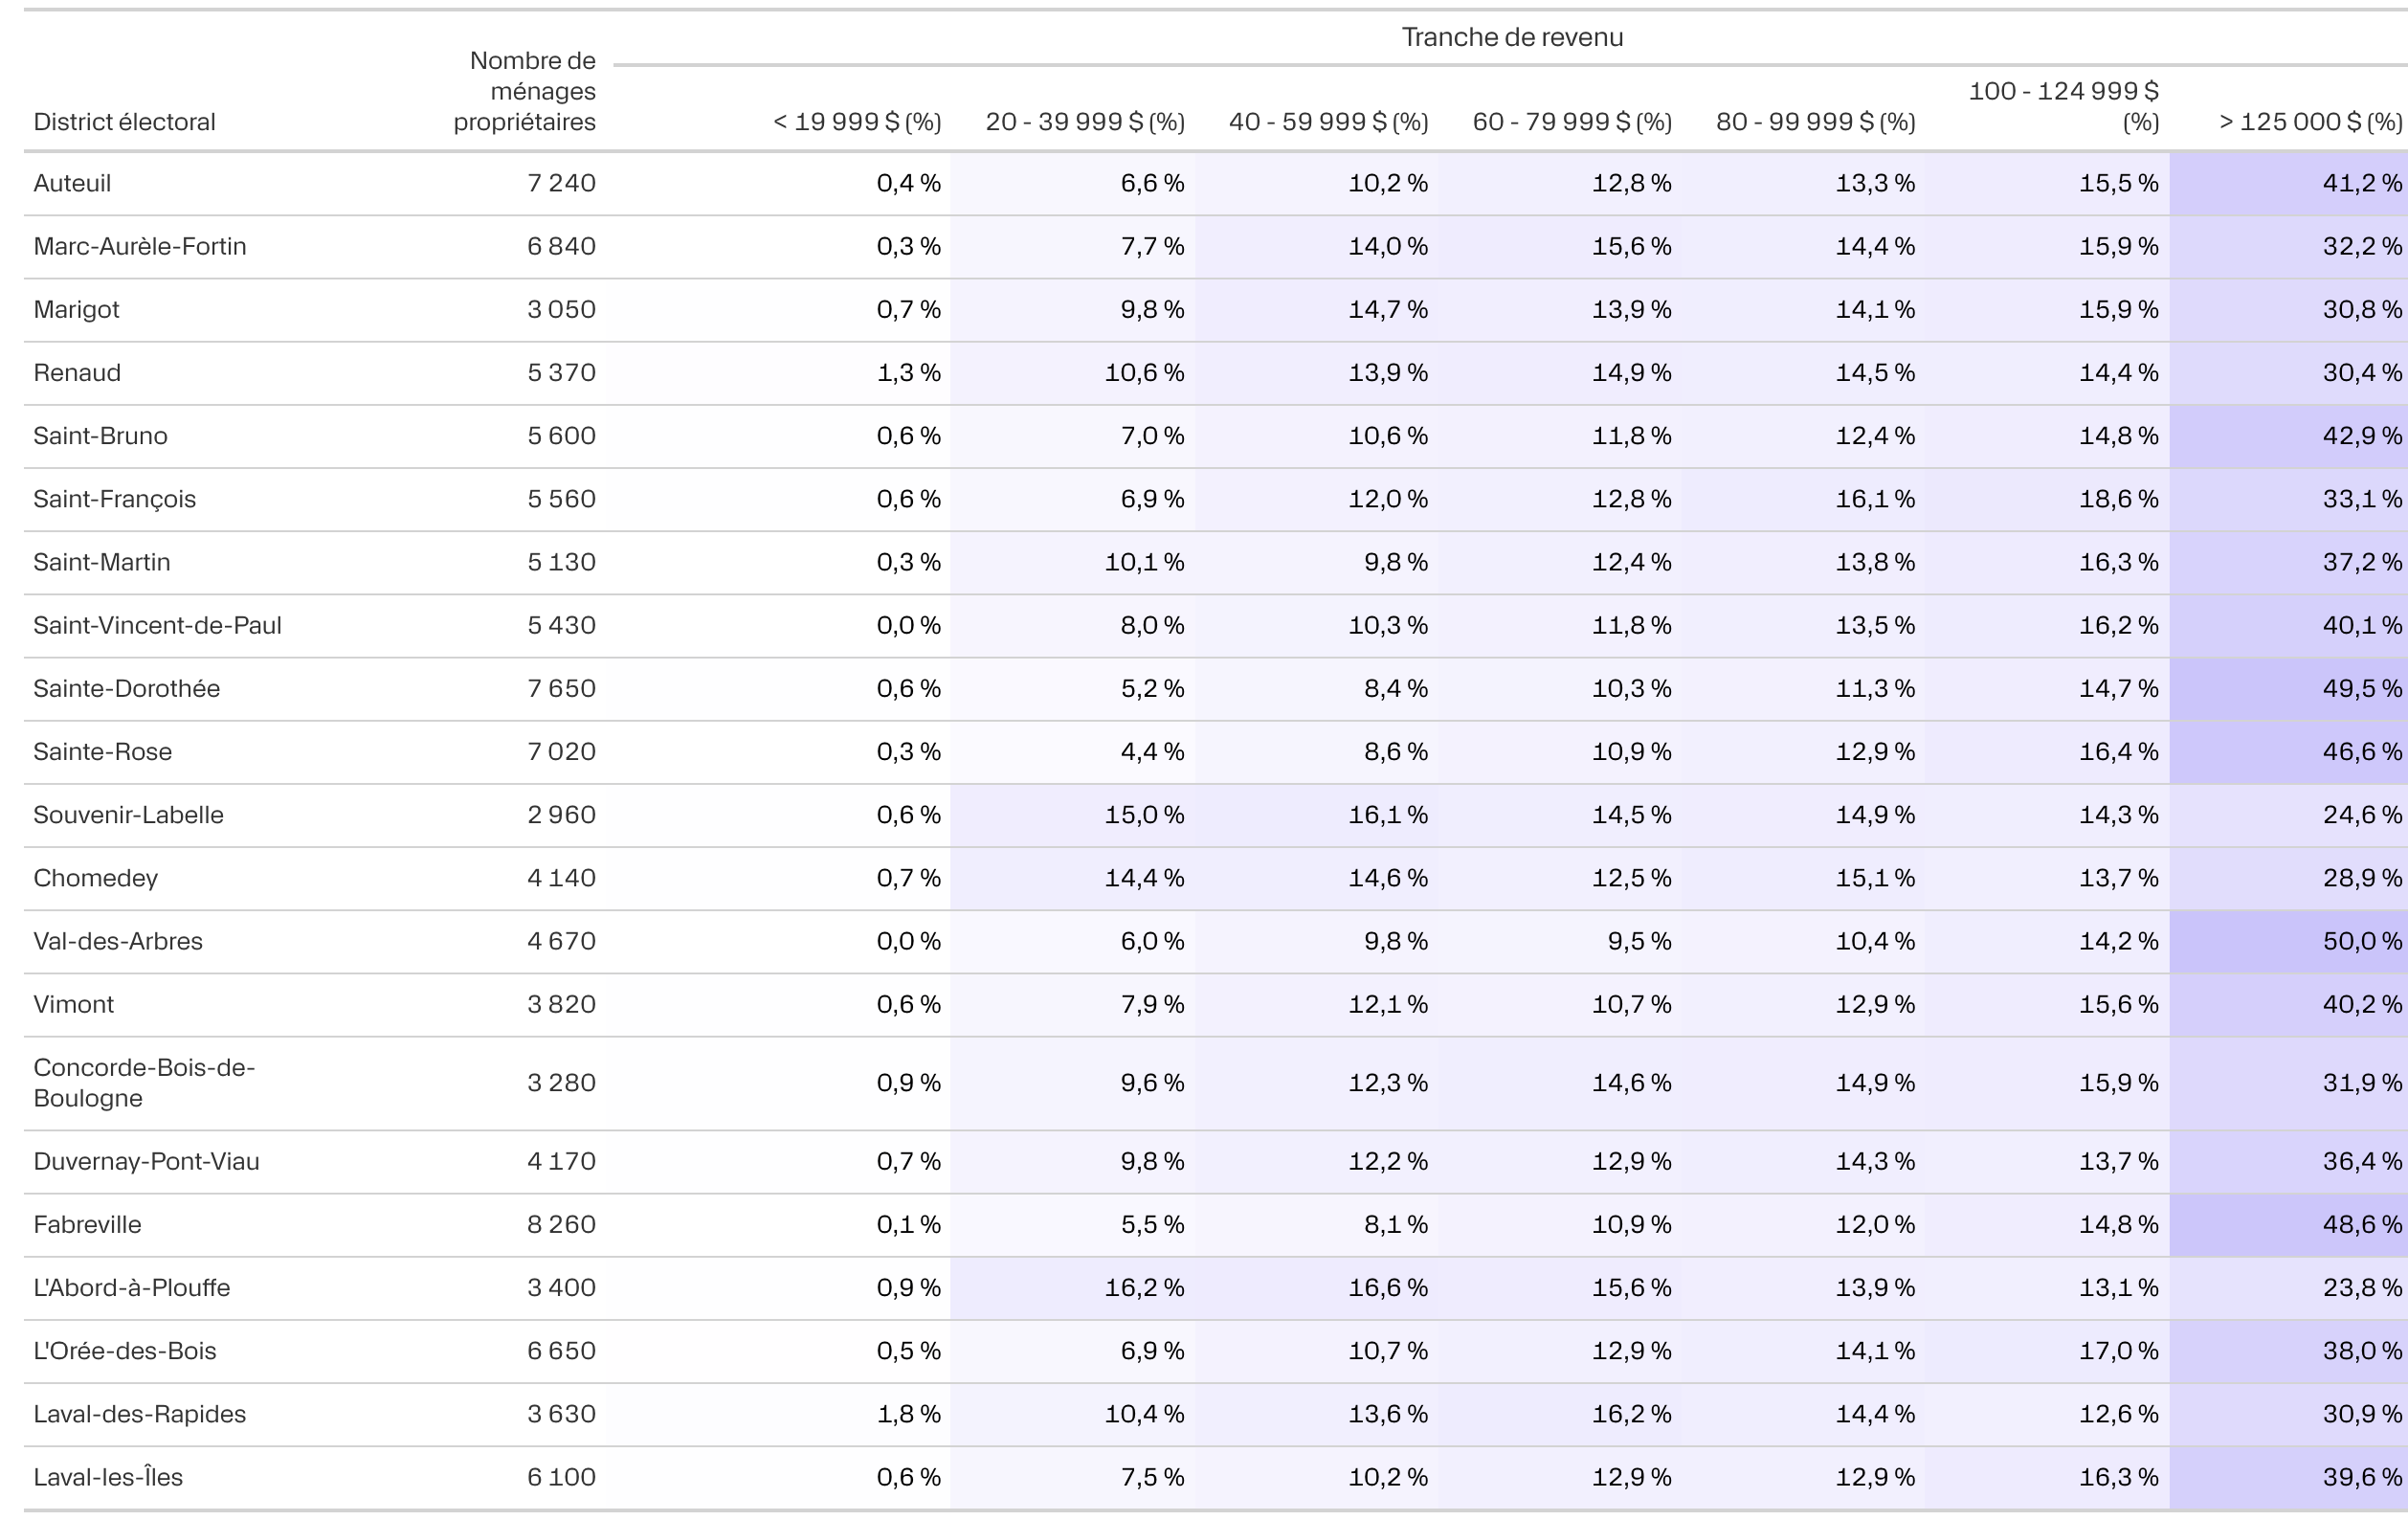 Tranche de revenu
District électoral Nombre de ménages propriétaires < 19 999 $ (%) 20 - 39 999 $ (%) 40 - 59 999 $ (%) 60 - 79 999 $ (%) 80 - 99 999 $ (%) 100 - 124 999 $ (%) > 125 000 $ (%)
Auteuil 7 240 0,4 % 6,6 % 10,2 % 12,8 % 13,3 % 15,5 % 41,2 %
Marc-Aurèle-Fortin 6 840 0,3 % 7,7 % 14,0 % 15,6 % 14,4 % 15,9 % 32,2 %
Marigot 3 050 0,7 % 9,8 % 14,7 % 13,9 % 14,1 % 15,9 % 30,8 %
Renaud 5 370 1,3 % 10,6 % 13,9 % 14,9 % 14,5 % 14,4 % 30,4 %
Saint-Bruno 5 600 0,6 % 7,0 % 10,6 % 11,8 % 12,4 % 14,8 % 42,9 %
Saint-François 5 560 0,6 % 6,9 % 12,0 % 12,8 % 16,1 % 18,6 % 33,1 %
Saint-Martin 5 130 0,3 % 10,1 % 9,8 % 12,4 % 13,8 % 16,3 % 37,2 %
Saint-Vincent-de-Paul 5 430 0,0 % 8,0 % 10,3 % 11,8 % 13,5 % 16,2 % 40,1 %
Sainte-Dorothée 7 650 0,6 % 5,2 % 8,4 % 10,3 % 11,3 % 14,7 % 49,5 %
Sainte-Rose 7 020 0,3 % 4,4 % 8,6 % 10,9 % 12,9 % 16,4 % 46,6 %
Souvenir-Labelle 2 960 0,6 % 15,0 % 16,1 % 14,5 % 14,9 % 14,3 % 24,6 %
Chomedey 4 140 0,7 % 14,4 % 14,6 % 12,5 % 15,1 % 13,7 % 28,9 %
Val-des-Arbres 4 670 0,0 % 6,0 % 9,8 % 9,5 % 10,4 % 14,2 % 50,0 %
Vimont 3 820 0,6 % 7,9 % 12,1 % 10,7 % 12,9 % 15,6 % 40,2 %
Concorde-Bois-de-
Boulogne 3 280 0,9 % 9,6 % 12,3 % 14,6 % 14,9 % 15,9 % 31,9 %
Duvernay-Pont-Viau 4 170 0,7 % 9,8 % 12,2 % 12,9 % 14,3 % 13,7 % 36,4 %
Fabreville 8 260 0,1 % 5,5 % 8,1 % 10,9 % 12,0 % 14,8 % 48,6 %
L'Abord-à-Plouffe 3 400 0,9 % 16,2 % 16,6 % 15,6 % 13,9 % 13,1 % 23,8 %
L'Orée-des-Bois 6 650 0,5 % 6,9 % 10,7 % 12,9 % 14,1 % 17,0 % 38,0 %
Laval-des-Rapides 3 630 1,8 % 10,4 % 13,6 % 16,2 % 14,4 % 12,6 % 30,9 %
Laval-les-Îles 6 100 0,6 % 7,5 % 10,2 % 12,9 % 12,9 % 16,3 % 39,6 %